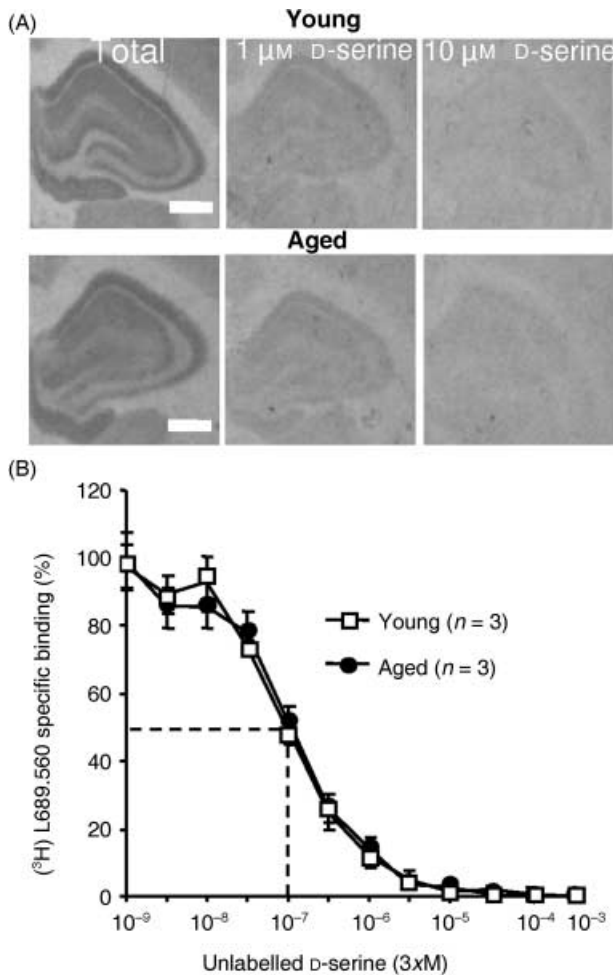 (A)
Young
Total
1 μM D-serine
10 μM D-serine
Aged
(B)
120
100
80
60
40
20
0
(³H) L689.560 specific binding (%)
Young (n = 3)
Aged (n = 3)
10⁻⁹ 10⁻⁸ 10⁻⁷ 10⁻⁶ 10⁻⁵ 10⁻⁴ 10⁻³
Unlabelled D-serine (3xM)